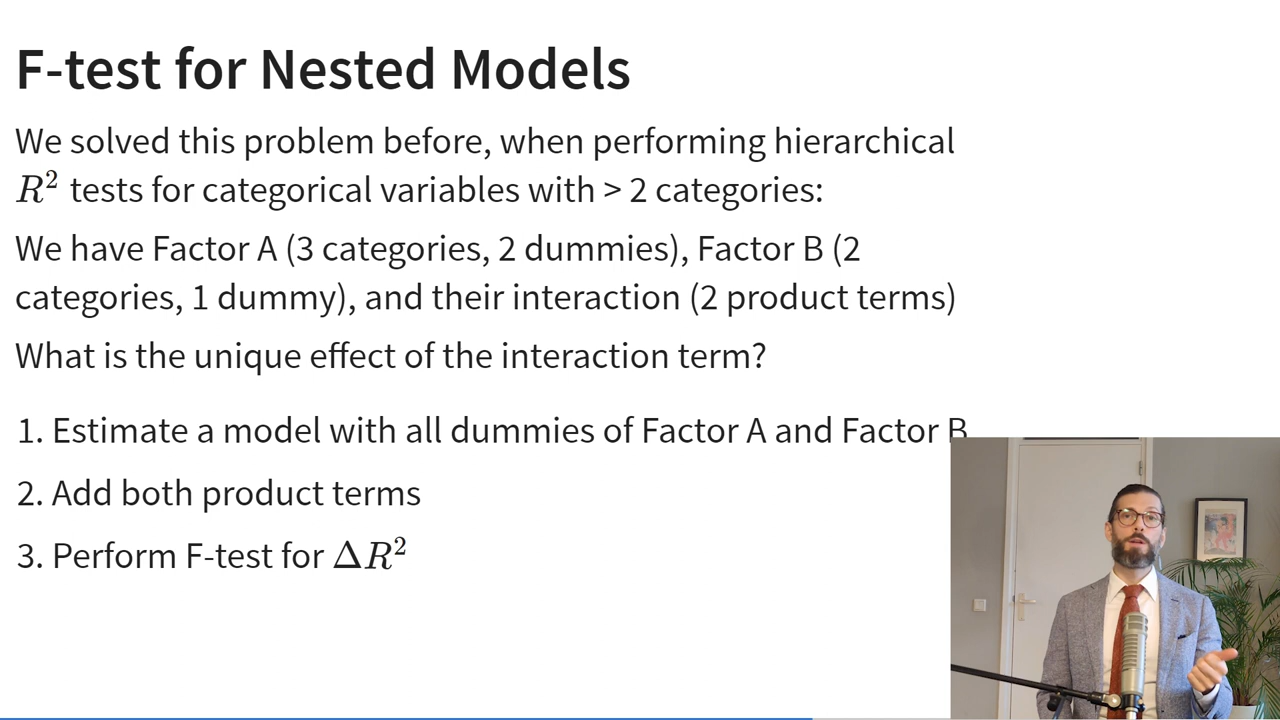 F-test for Nested Models
We solved this problem before, when performing hierarchical
R² tests for categorical variables with > 2 categories:
We have Factor A (3 categories, 2 dummies), Factor B (2
categories, 1 dummy), and their interaction (2 product terms)
What is the unique effect of the interaction term?
1. Estimate a model with all dummies of Factor A and Factor B
2. Add both product terms
3. Perform F-test for ΔR²